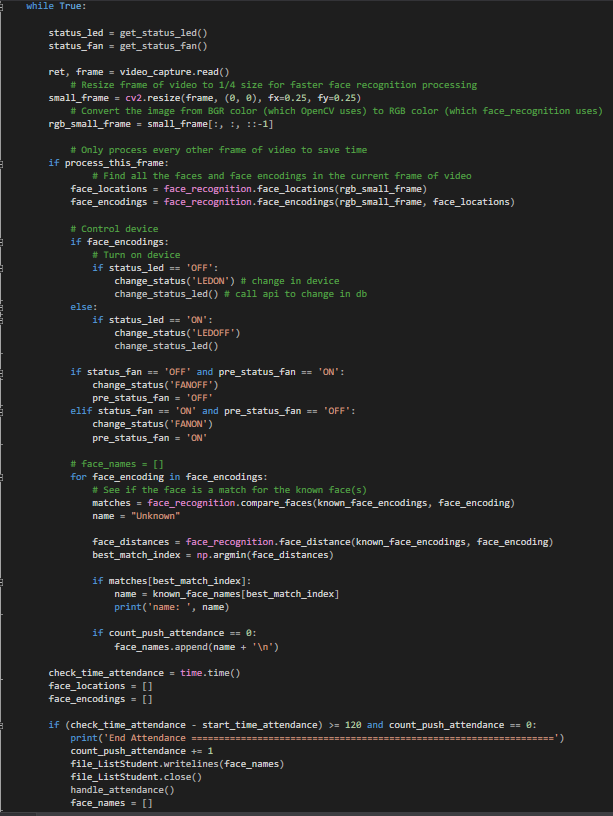 while True:
status_led = get_status_led()
status_fan = get_status_fan()
ret, frame = video_capture.read()
# Resize frame of video to 1/4 size for faster face recognition processing
small_frame = cv2.resize(frame, (0, 0), fx=0.25, fy=0.25)
# Convert the image from BGR color (which OpenCV uses) to RGB color (which face_recognition uses)
rgb_small_frame = small_frame[:, :, ::-1]
# Only process every other frame of video to save time
if process_this_frame:
# Find all the faces and face encodings in the current frame of video
face_locations = face_recognition.face_locations(rgb_small_frame)
face_encodings = face_recognition.face_encodings(rgb_small_frame, face_locations)
# Control device
if face_encodings:
# Turn on device
if status_led == 'OFF':
change_status('LEDON') # change in device
change_status_led() # call api to change in db
else:
if status_led == 'ON':
change_status('LEDOFF')
change_status_led()
if status_fan == 'OFF' and pre_status_fan == 'ON':
change_status('FANOFF')
pre_status_fan = 'OFF'
elif status_fan == 'ON' and pre_status_fan == 'OFF':
change_status('FANON')
pre_status_fan = 'ON'
# face_names = []
for face_encoding in face_encodings:
# See if the face is a match for the known face(s)
matches = face_recognition.compare_faces(known_face_encodings, face_encoding)
name = "Unknown"
face_distances = face_recognition.face_distance(known_face_encodings, face_encoding)
best_match_index = np.argmin(face_distances)
if matches[best_match_index]:
name = known_face_names[best_match_index]
print('name: ', name)
if count_push_attendance == 0:
face_names.append(name + '\n')
check_time_attendance = time.time()
face_locations = []
face_encodings = []
if (check_time_attendance - start_time_attendance) >= 120 and count_push_attendance == 0:
print('End Attendance ==================================================================')
count_push_attendance += 1
file_ListStudent.writelines(face_names)
file_ListStudent.close()
handle_attendance()
face_names = []